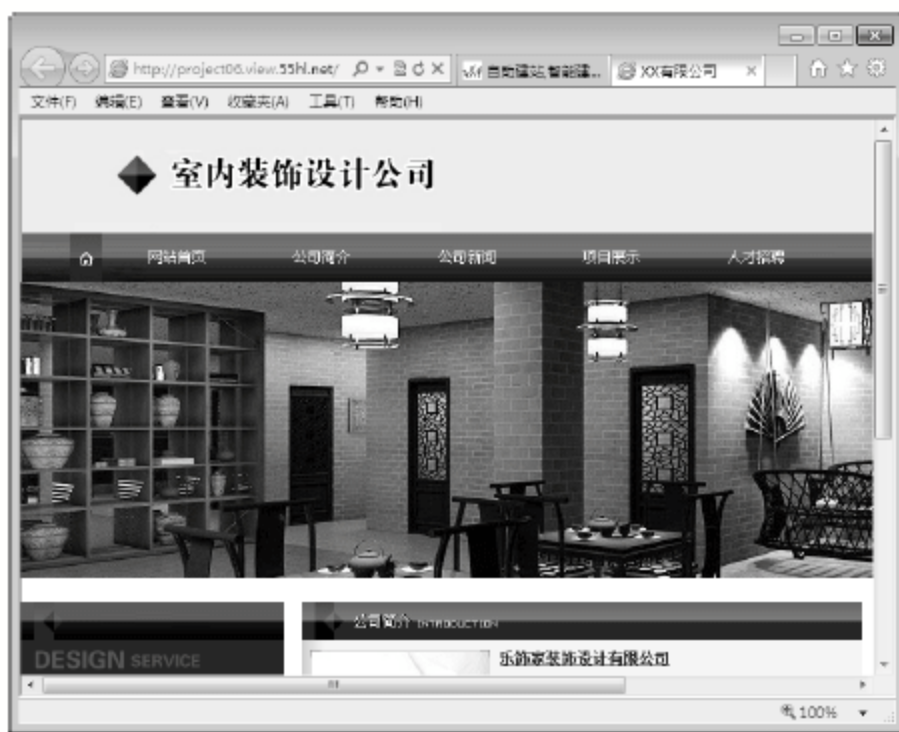 http://project06.view.55hl.net/
自助建站,智能建...
XX有限公司
文件(F) 编辑(E) 查看(V) 收藏夹(A) 工具(T) 帮助(H)
室内装饰设计公司
网站首页 公司简介 公司新闻 项目展示 人才招聘
公司简介 INTRODUCTION
DESIGN SERVICE
乐饰家装饰设计有限公司
100%